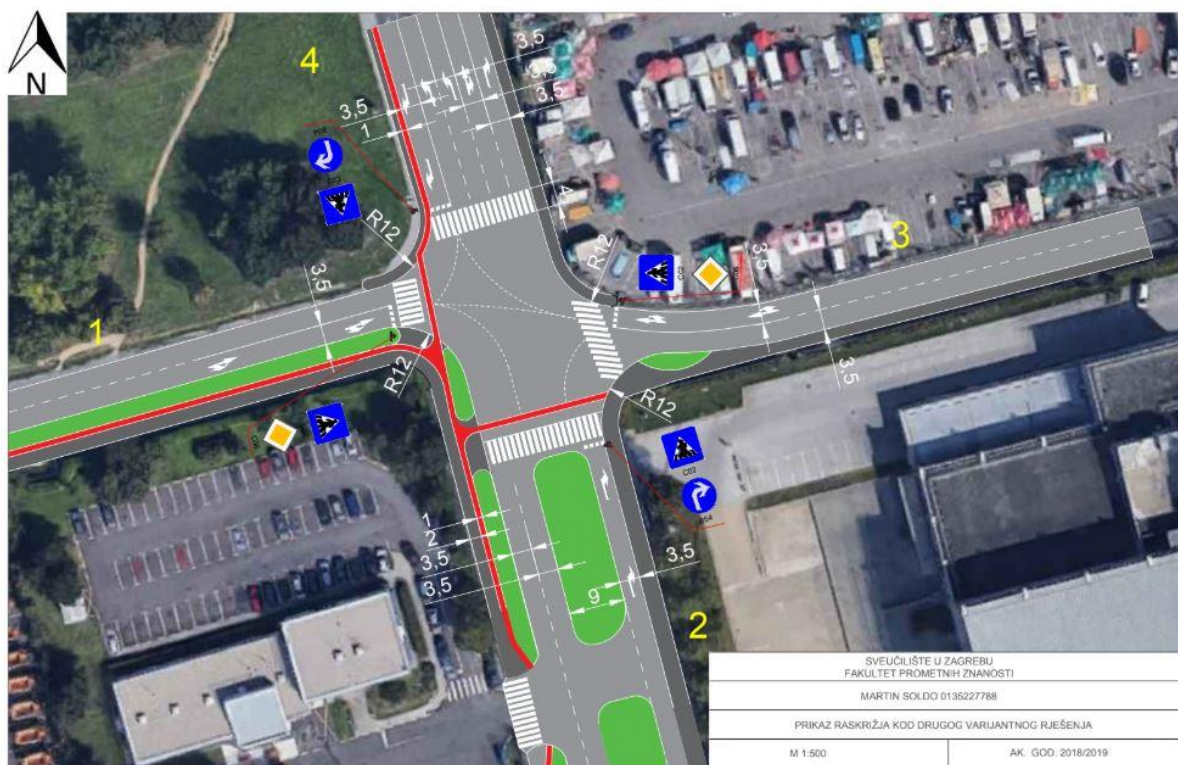 N
4
3,5
1
3,5
3,5
3,5
4
R12
R12
C02
3
3,5
3,5
1
3,5
R12
R12
C02
1
2
3,5
3,5
9
3,5
2
SVEUČILIŠTE U ZAGREBU
FAKULTET PROMETNIH ZNANOSTI
MARTIN SOLDO 0135227788
PRIKAZ RASKRIŽJA KOD DRUGOG VARIJANTNOG RJEŠENJA
M 1:500
AK. GOD. 2018/2019